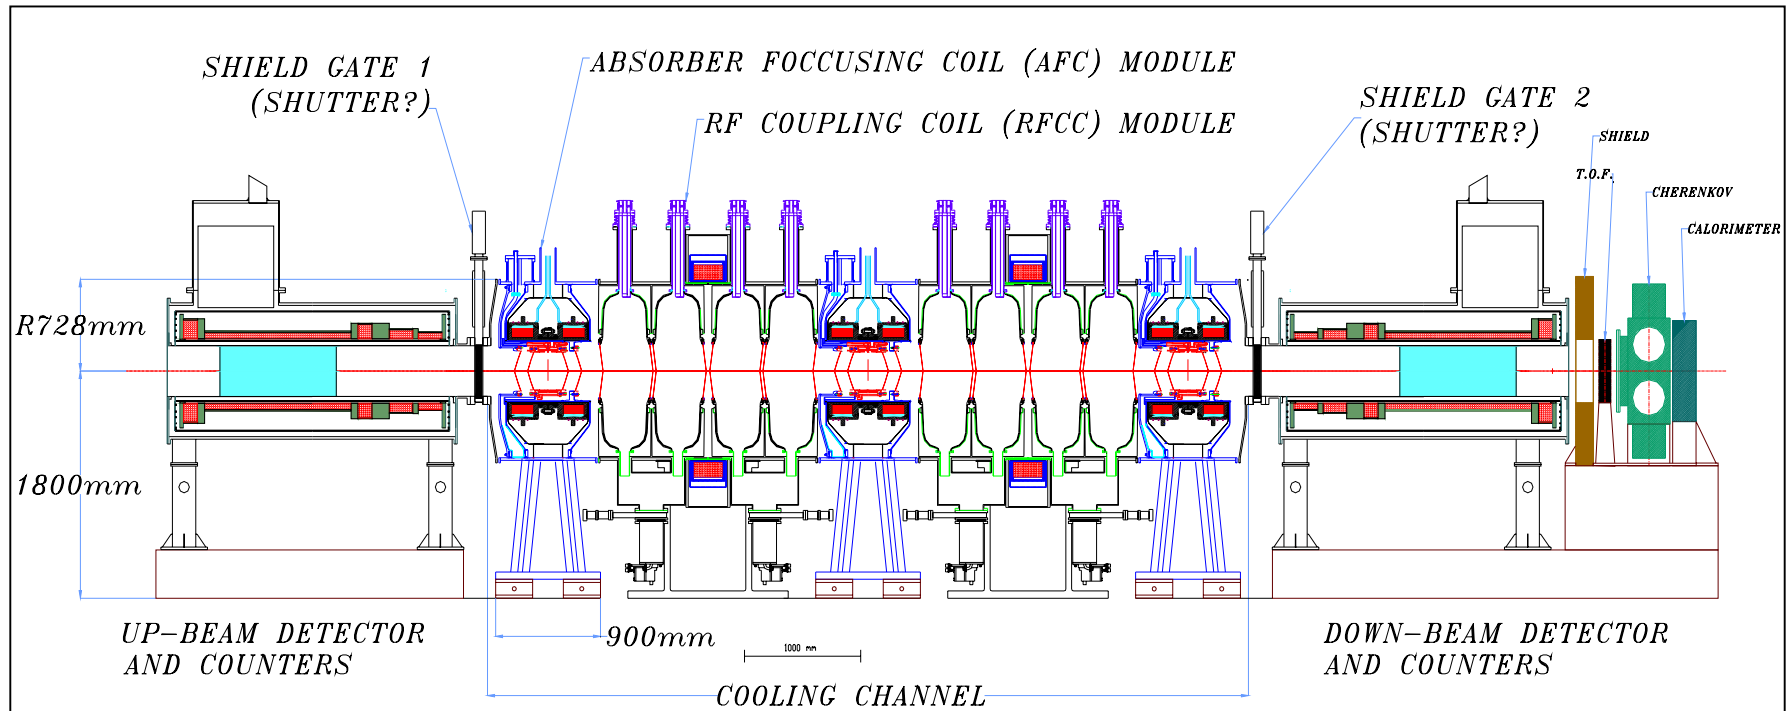 SHIELD GATE 1
(SHUTTER?)
ABSORBER FOCCUSING COIL (AFC) MODULE
RF COUPLING COIL (RFCC) MODULE
SHIELD GATE 2
(SHUTTER?)
SHIELD
T.O.F.
CHERENKOV
CALORIMETER
R728mm
1800mm
900mm
1000 mm
UP-BEAM DETECTOR
AND COUNTERS
DOWN-BEAM DETECTOR
AND COUNTERS
COOLING CHANNEL